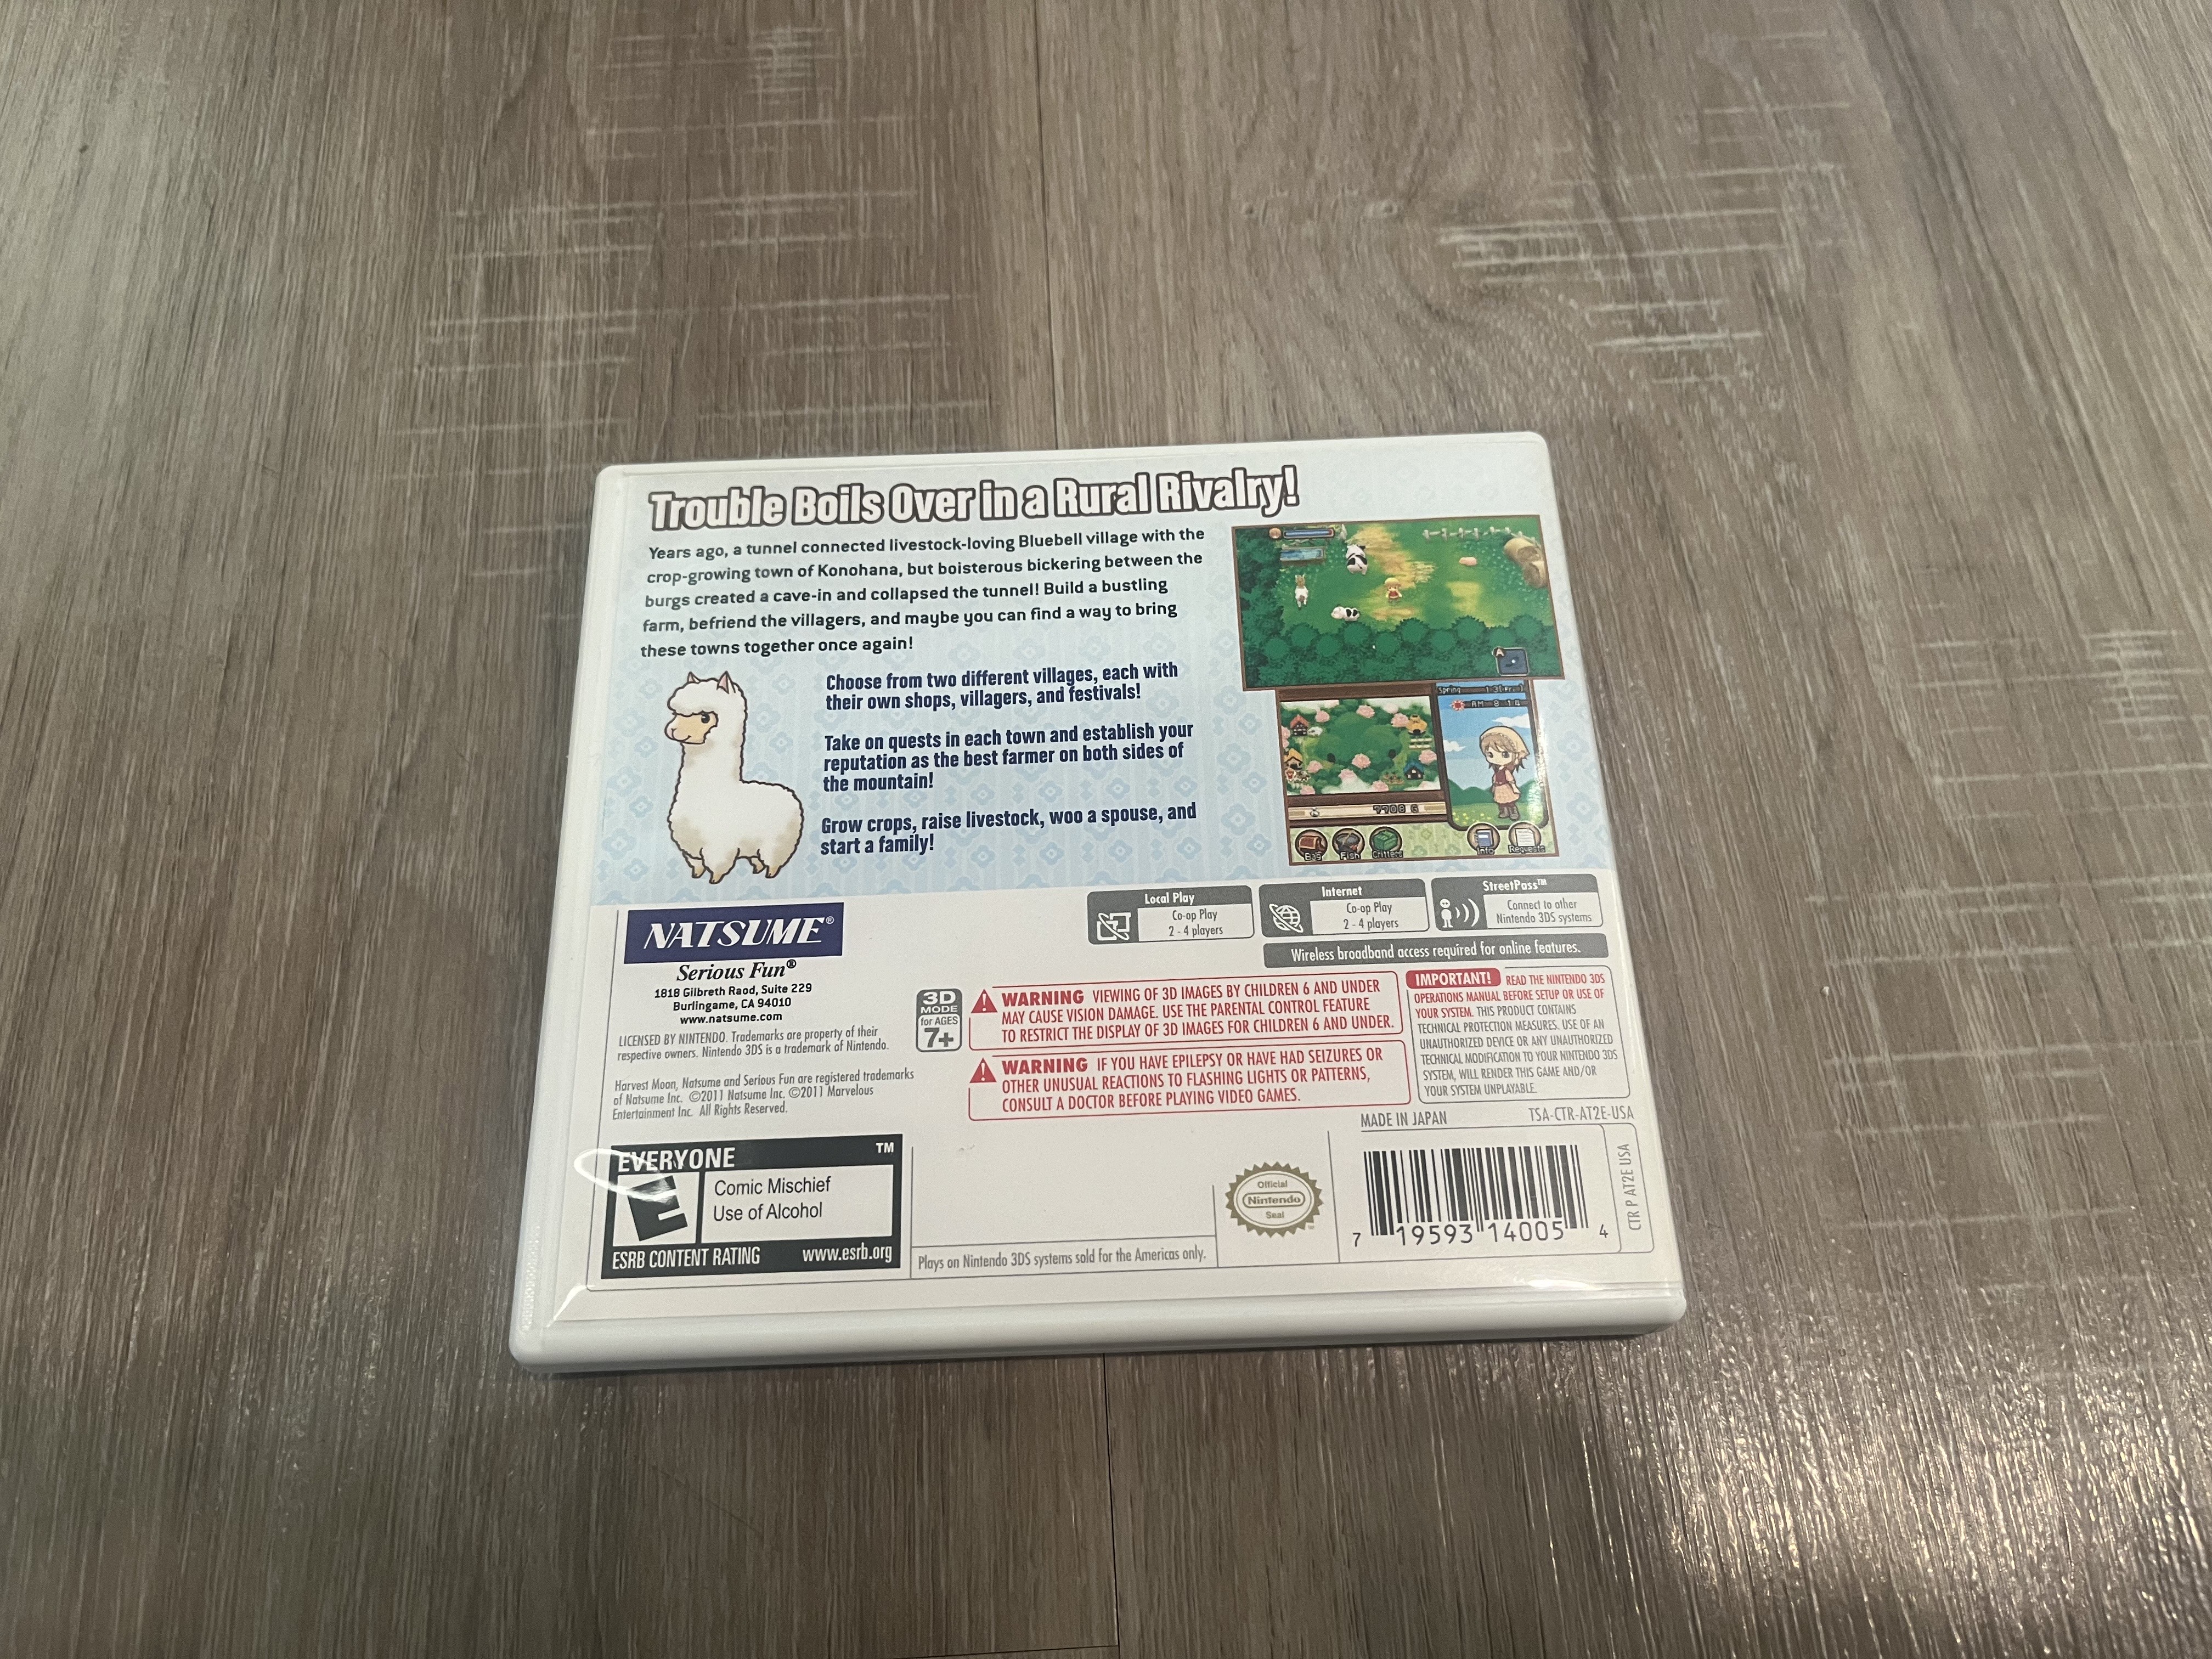 Trouble Boils Over in a Rural Rivalry!
Years ago, a tunnel connected livestock-loving Bluebell village with the
crop-growing town of Konohana, but boisterous bickering between the
burgs created a cave-in and collapsed the tunnel! Build a bustling
farm, befriend the villagers, and maybe you can find a way to bring
these towns together once again!
Choose from two different villages, each with
their own shops, villagers, and festivals!
Take on quests in each town and establish your
reputation as the best farmer on both sides of
the mountain!
Grow crops, raise livestock, woo a spouse, and
start a family!
A
Spring
AM 8:14
7708 G
Bag
Fish
Critters
Info
Requests
NATSUME®
Serious Fun®
1818 Gilbreth Raod, Suite 229
Burlingame, CA 94010
www.natsume.com
LICENSED BY NINTENDO. Trademarks are property of their
respective owners. Nintendo 3DS is a trademark of Nintendo.
Harvest Moon, Natsume and Serious Fun are registered trademarks
of Natsume Inc. ©2011 Natsume Inc. ©2011 Marvelous
Entertainment Inc. All Rights Reserved.
Local Play
Co-op Play
2 - 4 players
Internet
Co-op Play
2 - 4 players
StreetPass™
Connect to other
Nintendo 3DS systems
Wireless broadband access required for online features.
3D
MODE
for AGES
7+
WARNING VIEWING OF 3D IMAGES BY CHILDREN 6 AND UNDER
MAY CAUSE VISION DAMAGE. USE THE PARENTAL CONTROL FEATURE
TO RESTRICT THE DISPLAY OF 3D IMAGES FOR CHILDREN 6 AND UNDER.
WARNING IF YOU HAVE EPILEPSY OR HAVE HAD SEIZURES OR
OTHER UNUSUAL REACTIONS TO FLASHING LIGHTS OR PATTERNS,
CONSULT A DOCTOR BEFORE PLAYING VIDEO GAMES.
IMPORTANT! READ THE NINTENDO 3DS
OPERATIONS MANUAL BEFORE SETUP OR USE OF
YOUR SYSTEM. THIS PRODUCT CONTAINS
TECHNICAL PROTECTION MEASURES. USE OF AN
UNAUTHORIZED DEVICE OR ANY UNAUTHORIZED
TECHNICAL MODIFICATION TO YOUR NINTENDO 3DS
SYSTEM, WILL RENDER THIS GAME AND/OR
YOUR SYSTEM UNPLAYABLE.
MADE IN JAPAN
TSA-CTR-AT2E-USA
EVERYONE
TM
E
Comic Mischief
Use of Alcohol
ESRB CONTENT RATING
www.esrb.org
Plays on Nintendo 3DS systems sold for the Americas only.
Official
Nintendo
Seal
7 19593 14005 4
CTR P AT2E USA